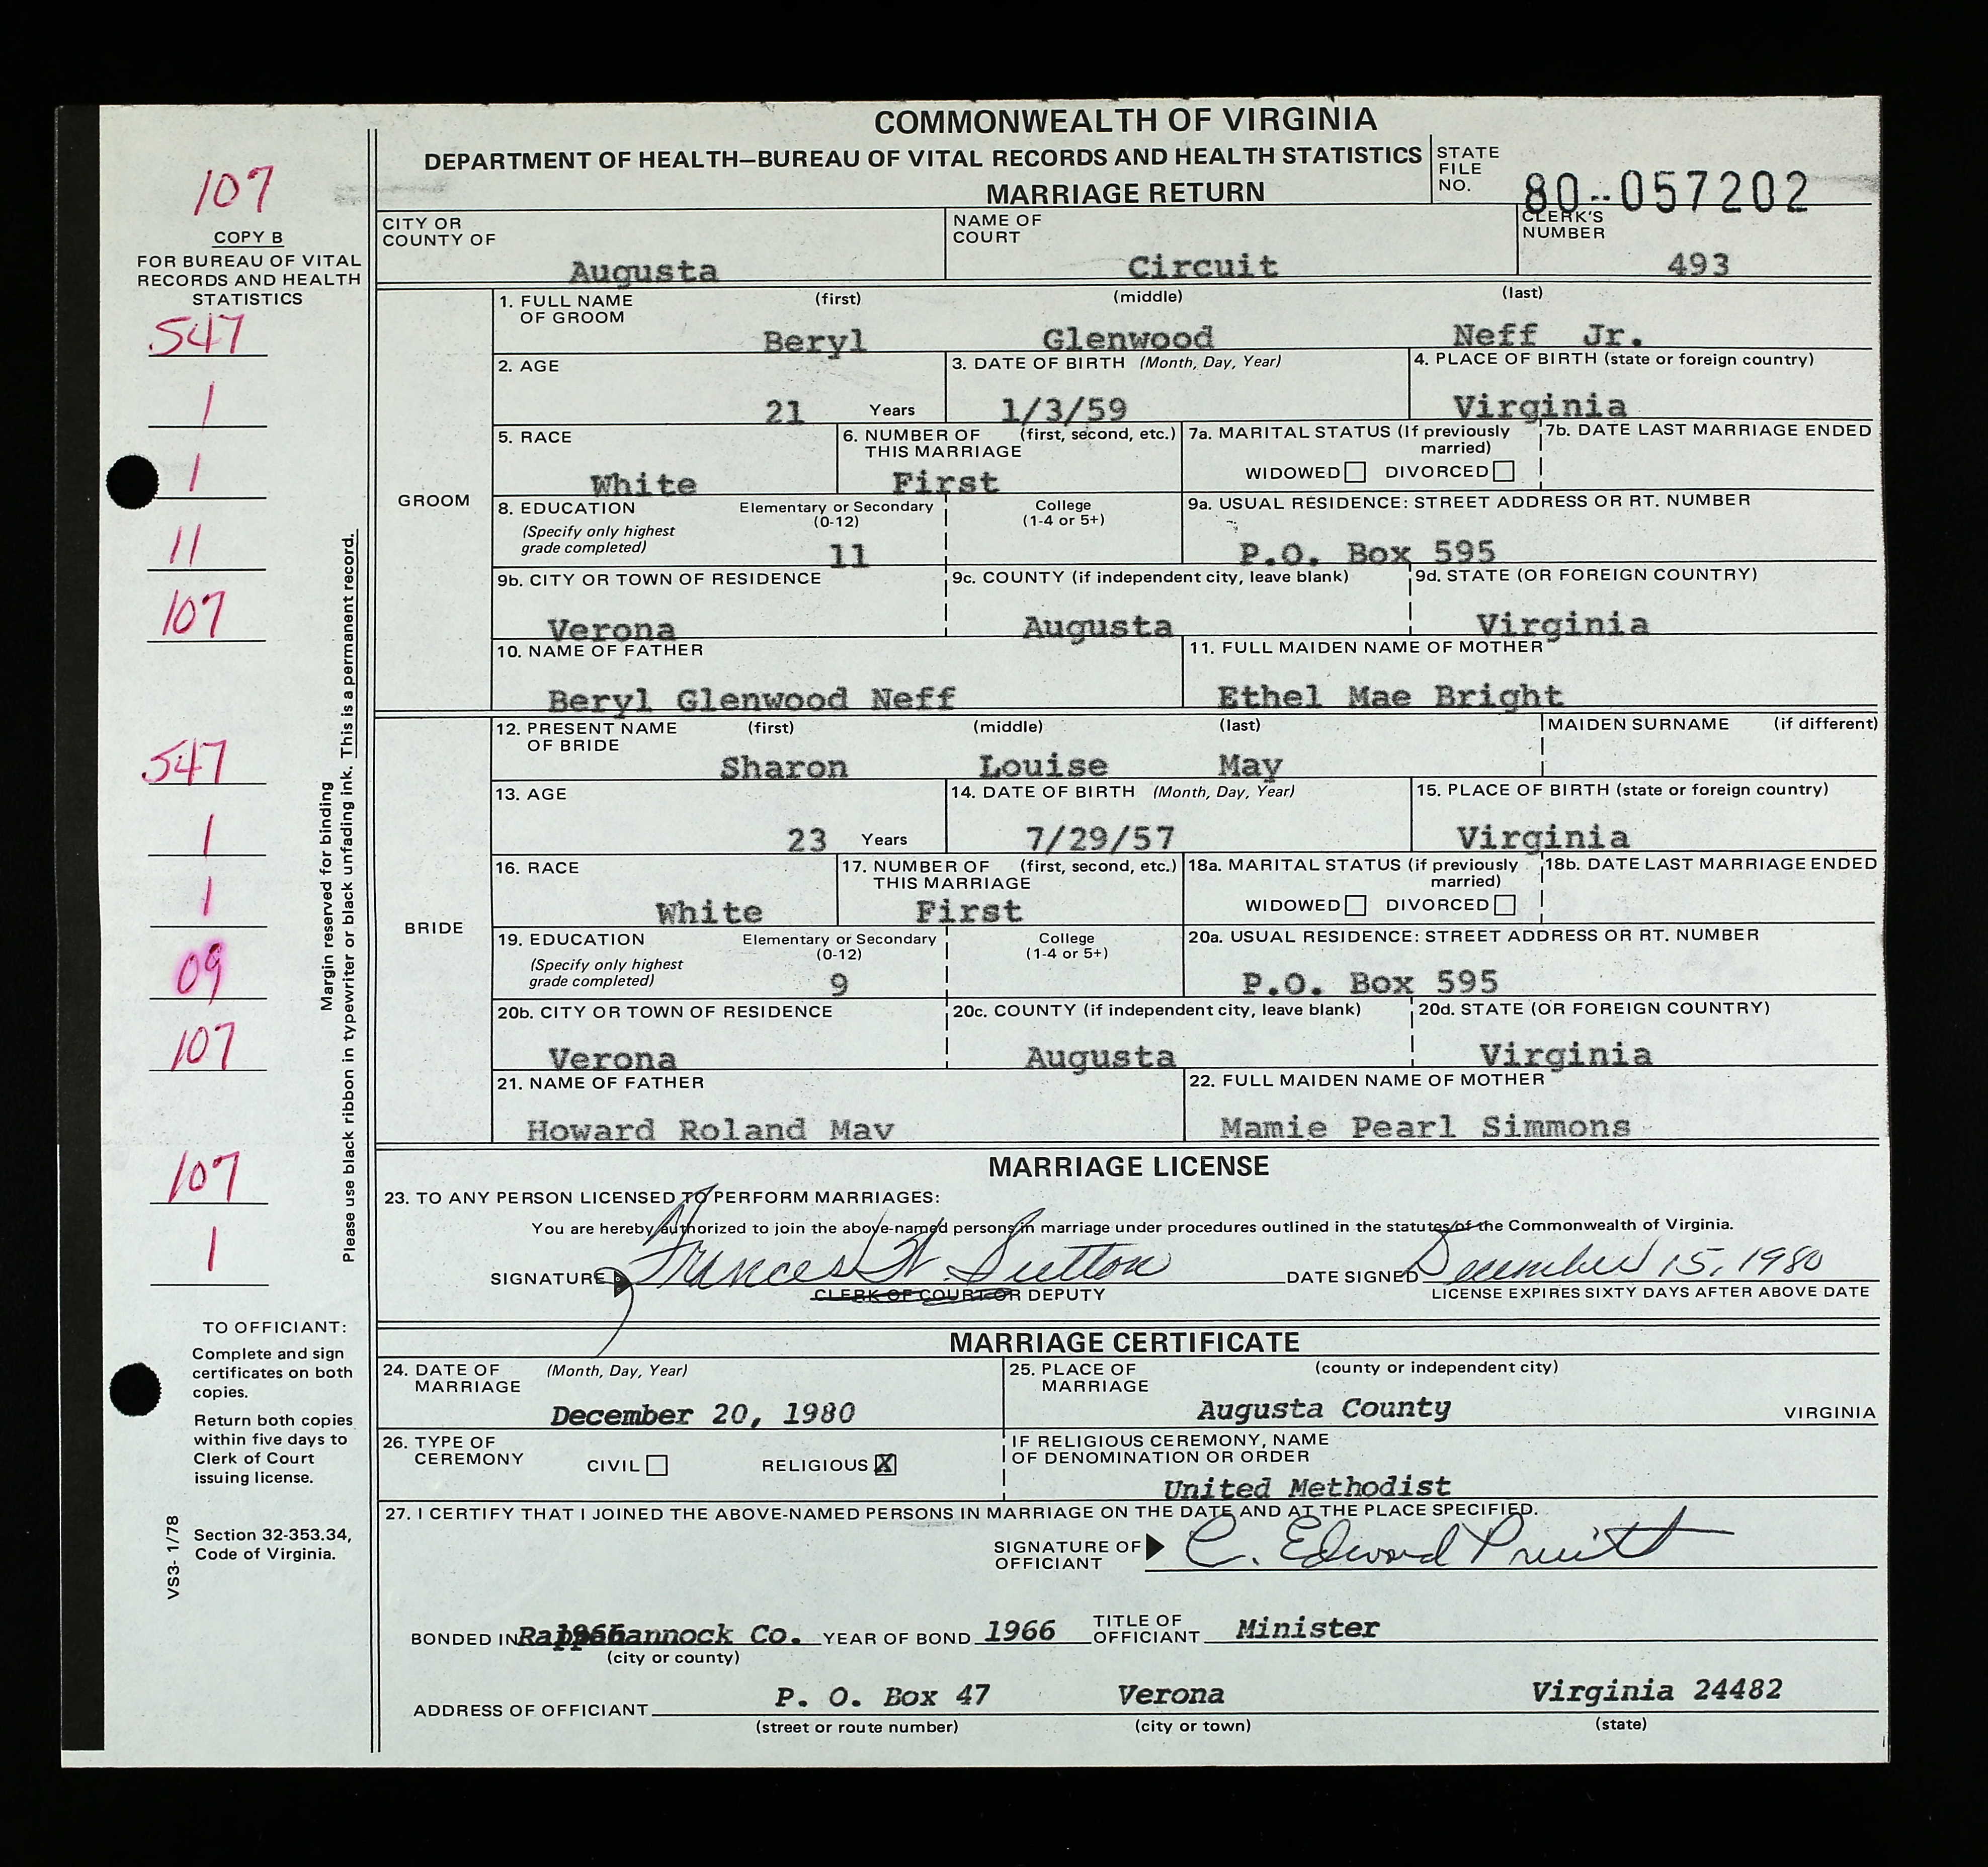 COMMONWEALTH OF VIRGINIA
DEPARTMENT OF HEALTH—BUREAU OF VITAL RECORDS AND HEALTH STATISTICS
MARRIAGE RETURN
STATE FILE NO. 80--057202
107
COPY B
FOR BUREAU OF VITAL
RECORDS AND HEALTH
STATISTICS
547
1
1
11
107
547
1
1
09
107
107
1
Margin reserved for binding
Please use black ribbon in typewriter or black unfading ink. This is a permanent record.
TO OFFICIANT:
Complete and sign
certificates on both
copies.
Return both copies
within five days to
Clerk of Court
issuing license.
Section 32-353.34,
Code of Virginia.
VS3- 1/78
CITY OR COUNTY OF Augusta
NAME OF COURT Circuit
CLERK'S NUMBER 493
GROOM
1. FULL NAME OF GROOM (first) (middle) (last)
Beryl Glenwood Neff Jr.
2. AGE 21 Years
3. DATE OF BIRTH (Month, Day, Year) 1/3/59
4. PLACE OF BIRTH (state or foreign country) Virginia
5. RACE White
6. NUMBER OF THIS MARRIAGE (first, second, etc.) First
7a. MARITAL STATUS (If previously married) WIDOWED DIVORCED
7b. DATE LAST MARRIAGE ENDED
8. EDUCATION (Specify only highest grade completed) Elementary or Secondary (0-12) 11 College (1-4 or 5+)
9a. USUAL RESIDENCE: STREET ADDRESS OR RT. NUMBER P.O. Box 595
9b. CITY OR TOWN OF RESIDENCE Verona
9c. COUNTY (if independent city, leave blank) Augusta
9d. STATE (OR FOREIGN COUNTRY) Virginia
10. NAME OF FATHER Beryl Glenwood Neff
11. FULL MAIDEN NAME OF MOTHER Ethel Mae Bright
BRIDE
12. PRESENT NAME OF BRIDE (first) (middle) (last) MAIDEN SURNAME (if different)
Sharon Louise May
13. AGE 23 Years
14. DATE OF BIRTH (Month, Day, Year) 7/29/57
15. PLACE OF BIRTH (state or foreign country) Virginia
16. RACE White
17. NUMBER OF THIS MARRIAGE (first, second, etc.) First
18a. MARITAL STATUS (if previously married) WIDOWED DIVORCED
18b. DATE LAST MARRIAGE ENDED
19. EDUCATION (Specify only highest grade completed) Elementary or Secondary (0-12) 9 College (1-4 or 5+)
20a. USUAL RESIDENCE: STREET ADDRESS OR RT. NUMBER P.O. Box 595
20b. CITY OR TOWN OF RESIDENCE Verona
20c. COUNTY (if independent city, leave blank) Augusta
20d. STATE (OR FOREIGN COUNTRY) Virginia
21. NAME OF FATHER Howard Roland May
22. FULL MAIDEN NAME OF MOTHER Mamie Pearl Simmons
MARRIAGE LICENSE
23. TO ANY PERSON LICENSED TO PERFORM MARRIAGES:
You are hereby authorized to join the above-named persons in marriage under procedures outlined in the statutes of the Commonwealth of Virginia.
SIGNATURE Frances W. Sutton DATE SIGNED December 15, 1980
CLERK OF COURT OR DEPUTY LICENSE EXPIRES SIXTY DAYS AFTER ABOVE DATE
MARRIAGE CERTIFICATE
24. DATE OF MARRIAGE (Month, Day, Year) December 20, 1980
25. PLACE OF MARRIAGE (county or independent city) Augusta County VIRGINIA
26. TYPE OF CEREMONY CIVIL RELIGIOUS X
IF RELIGIOUS CEREMONY, NAME OF DENOMINATION OR ORDER United Methodist
27. I CERTIFY THAT I JOINED THE ABOVE-NAMED PERSONS IN MARRIAGE ON THE DATE AND AT THE PLACE SPECIFIED.
SIGNATURE OF OFFICIANT C. Edward Pruitt
BONDED IN Rappahannock Co. YEAR OF BOND 1966 TITLE OF OFFICIANT Minister
(city or county)
ADDRESS OF OFFICIANT P. O. Box 47 Verona Virginia 24482
(street or route number) (city or town) (state)